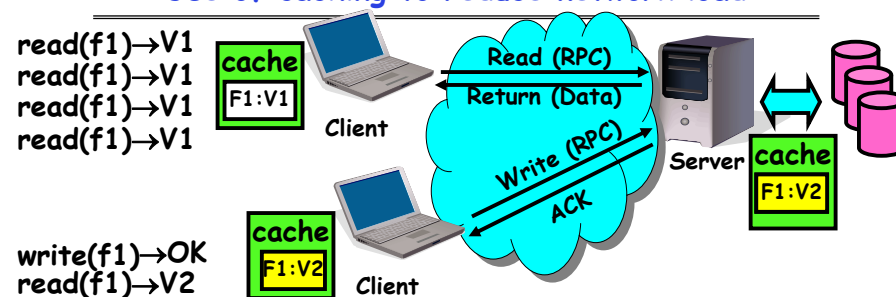 read(f1)→V1
read(f1)→V1
read(f1)→V1
read(f1)→V1
cache
F1:V1
Client
Read (RPC)
Return (Data)
Write (RPC)
ACK
Server
cache
F1:V2
write(f1)→OK
read(f1)→V2
cache
F1:V2
Client